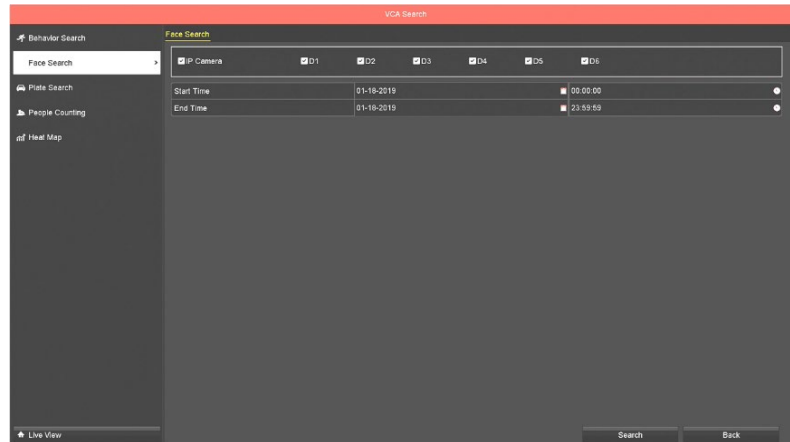 VCA Search
Behavior Search
Face Search
Plate Search
People Counting
Heat Map
Live View
Face Search
IP Camera D1 D2 D3 D4 D5 D6
Start Time 01-18-2019 00:00:00
End Time 01-18-2019 23:59:59
Search Back